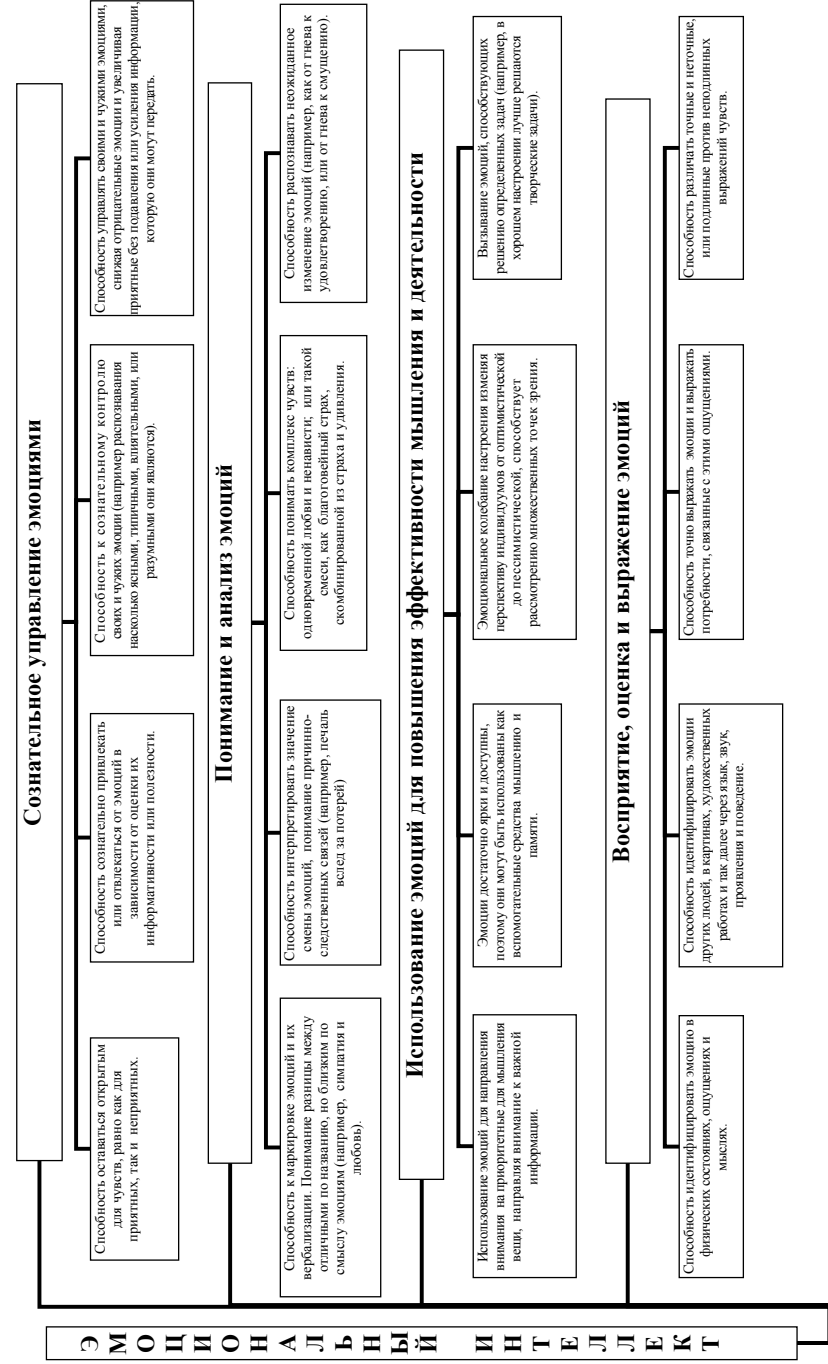 ЭМОЦИОНАЛЬНЫЙ ИНТЕЛЛЕКТ
Сознательное управление эмоциями
Спсобность оставаться открытым
для чувств, равно как для
приятных, так и неприятных.
Способность сознательно привлекать
или отвлекаться от эмоций в
зависимости от оценки их
информативности или полезности.
Способность к сознательному контролю
своих и чужих эмоции (например распознавания
насколько ясными, типичными, влиятельными, или
разумными они являются).
Способность управлять своими и чужими эмоциями,
снижая отрицательные эмоции и увеличивая
приятные без подавления или усиления информации,
которую они могут передать.
Понимание и анализ эмоций
Способность к маркировке эмоций и их
вербализации. Понимание разницы между
отличными по названию, но близким по
смыслу эмоциям (например, симпатия и
любовь).
Способность интерпретировать значение
смены эмоций, понимание причинно-
следственных связей (например, печаль
вслед за потерей)
Способность понимать комплекс чувств:
одновременной любви и ненависти; или такой
смеси, как благоговейный страх,
скомбинированной из страха и удивления.
Способность распознавать неожиданное
изменение эмоций (например, как от гнева к
удовлетворению, или от гнева к смущению).
Использование эмоций для повышения эффективности мышления и деятельности
Использование эмоций для направления
внимания на приоритетные для мышления
вещи, направляя внимание к важной
информации.
Эмоции достаточно ярки и доступны,
поэтому они могут быть использованы как
вспомогательные средства мышлению и
памяти.
Эмоциональное колебание настроения изменяя
перспективу индивидуумов от оптимистической
до пессимистической, способствует
рассмотрению множественных точек зрения.
Вызывание эмоций, способствующих
решению определенных задач (например, в
хорошем настроении лучше решаются
творческие задачи).
Восприятие, оценка и выражение эмоций
Способность идентифицировать эмоцию в
физических состояниях, ощущениях и
мыслях.
Способность идентифицировать эмоции
других людей, в картинах, художественных
работах и так далее через язык, звук,
проявления и поведение.
Способность точно выражать эмоции и выражать
потребности, связанные с этими ощущениями.
Способность различать точные и неточные,
или подлинные против неподлинных
выражений чувств.